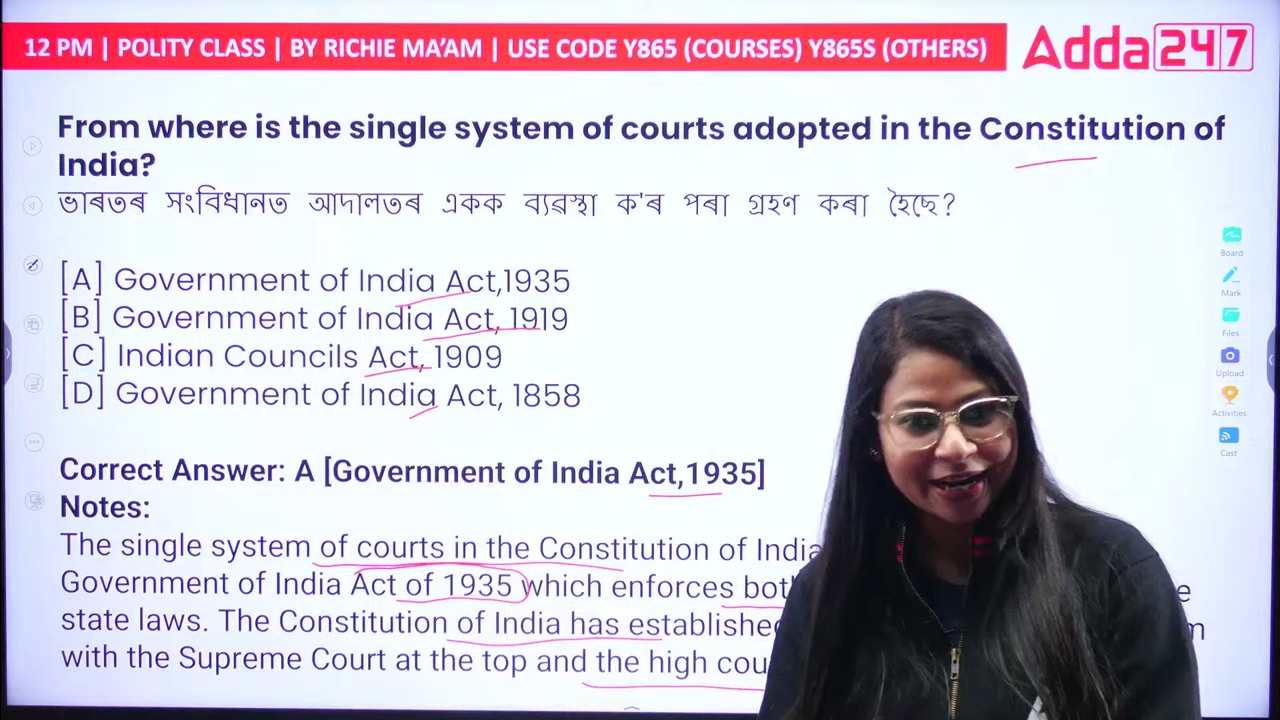 12 PM | POLITY CLASS | BY RICHIE MA'AM | USE CODE Y865 (COURSES) Y865S (OTHERS)
Adda247
From where is the single system of courts adopted in the Constitution of
India?
ভাৰতৰ সংবিধানত আদালতৰ একক ব্যৱস্থা ক'ৰ পৰা গ্ৰহণ কৰা হৈছে?
[A] Government of India Act,1935
[B] Government of India Act, 1919
[C] Indian Councils Act, 1909
[D] Government of India Act, 1858
Correct Answer: A [Government of India Act,1935]
Notes:
The single system of courts in the Constitution of India
Government of India Act of 1935 which enforces
state laws. The Constitution of India has
with the Supreme Court at the top and the high
Board
Mark
Files
Upload
Activities
Cast